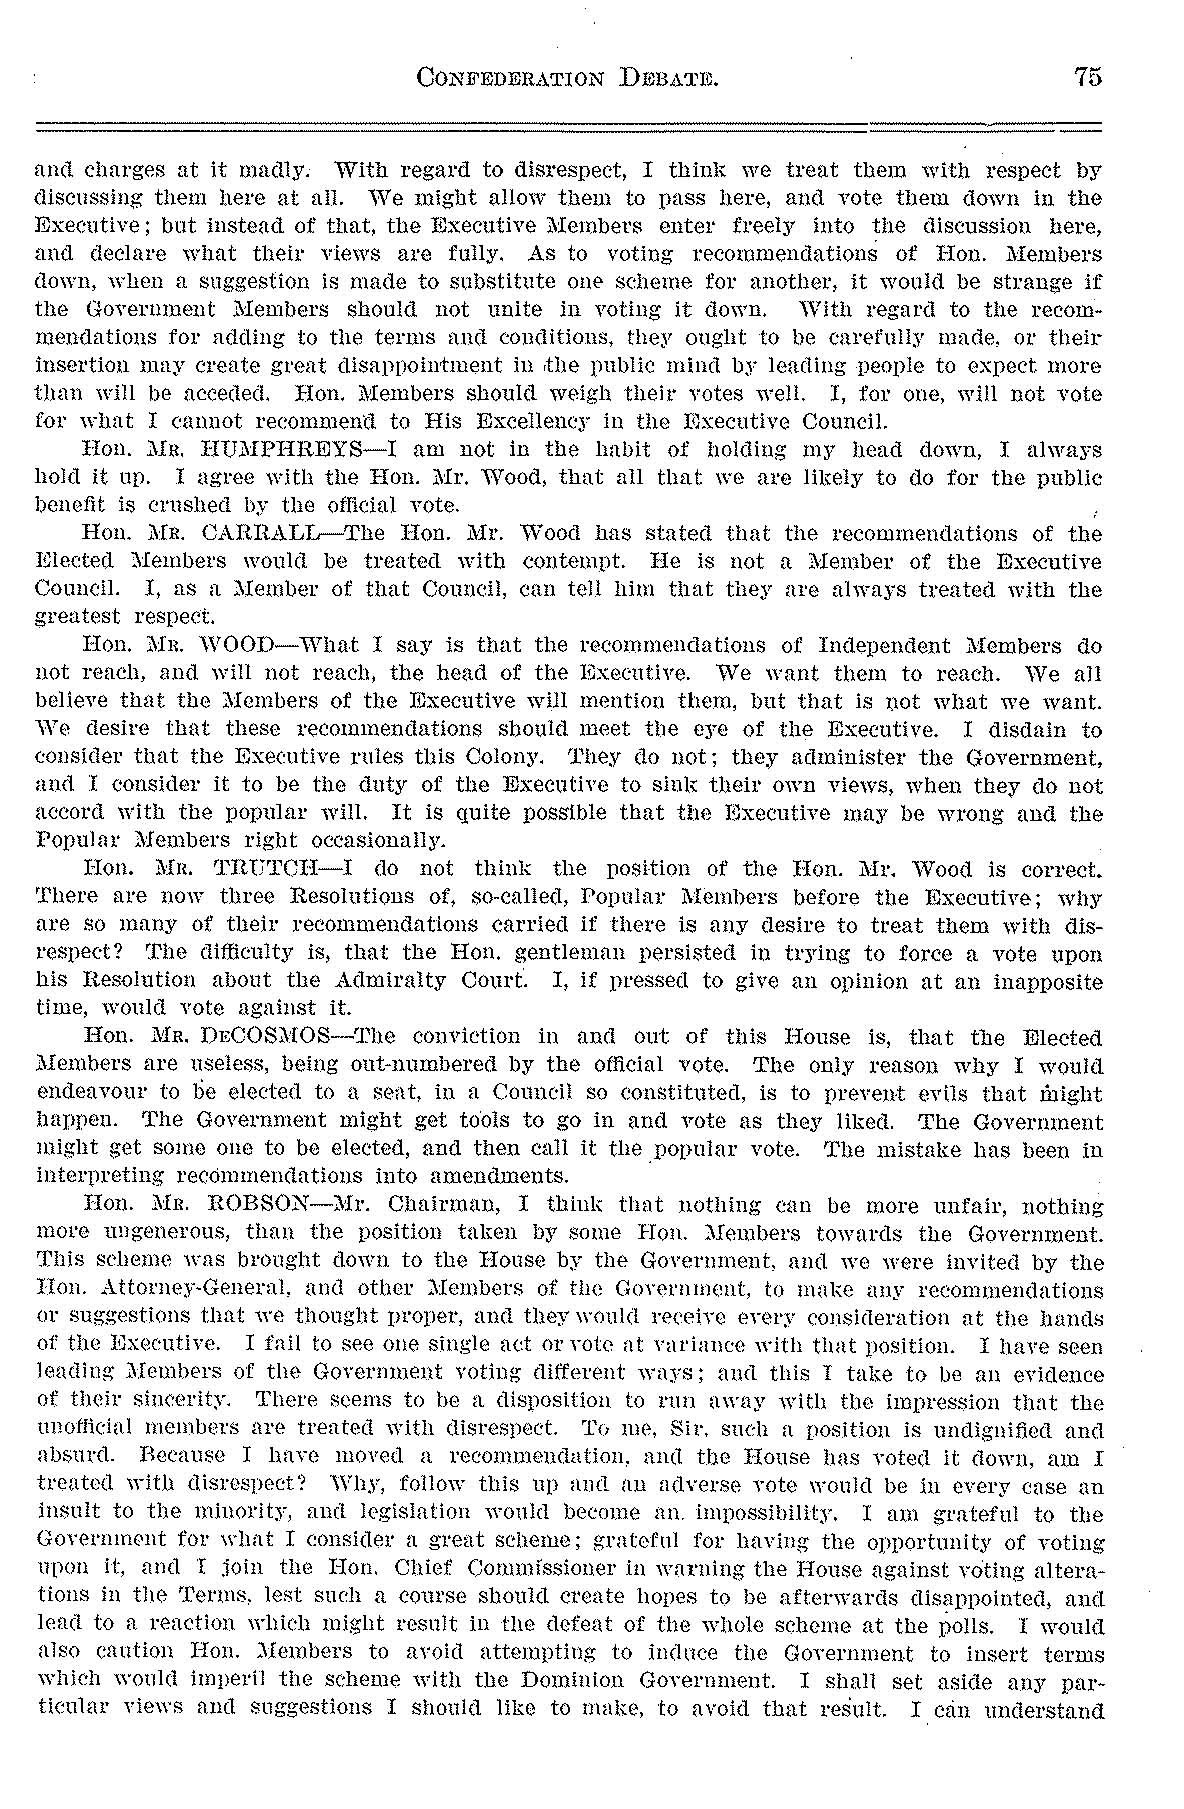 CONFEDERATION DEBATE. 75
and charges at it madly. With regard to disrespect, I think we treat them with respect by
discussing them here at all. We might allow them to pass here, and vote them down in the
Executive; but instead of that, the Executive Members enter freely into the discussion here,
and declare what their views are fully. As to voting recommendations of Hon. Members
down, when a suggestion is made to substitute one scheme for another, it would be strange if
the Government Members should not unite in voting it down. With regard to the recom-
mendations for adding to the terms and conditions, they ought to be carefully made, or their
insertion may create great disappointment in the public mind by leading people to expect more
than will be acceded. Hon. Members should weigh their votes well. I, for one, will not vote
for what I cannot recommend to His Excellency in the Executive Council.
Hon. MR. HUMPHREYS—I am not in the habit of holding my head down, I always
hold it up. I agree with the Hon. Mr. Wood, that all that we are likely to do for the public
benefit is crushed by the official vote.
Hon. MR. CARRALL—The Hon. Mr. Wood has stated that the recommendations of the
Elected Members would be treated with contempt. He is not a Member of the Executive
Council. I, as a Member of that Council, can tell him that they are always treated with the
greatest respect.
Hon. MR. WOOD—What I say is that the recommendations of Independent Members do
not reach, and will not reach, the head of the Executive. We want them to reach. We all
believe that the Members of the Executive will mention them, but that is not what we want.
We desire that these recommendations should meet the eye of the Executive. I disdain to
consider that the Executive rules this Colony. They do not; they administer the Government,
and I consider it to be the duty of the Executive to sink their own views, when they do not
accord with the popular will. It is quite possible that the Executive may be wrong and the
Popular Members right occasionally.
Hon. MR. TRUTCH—I do not think the position of the Hon. Mr. Wood is correct.
There are now three Resolutions of, so-called, Popular Members before the Executive; why
are so many of their recommendations carried if there is any desire to treat them with dis-
respect? The difficulty is, that the Hon. gentleman persisted in trying to force a vote upon
his Resolution about the Admiralty Court. I, if pressed to give an opinion at an inapposite
time, would vote against it.
Hon. MR. DECOSMOS—The conviction in and out of this House is, that the Elected
Members are useless, being out-numbered by the official vote. The only reason why I would
endeavour to be elected to a seat, in a Council so constituted, is to prevent evils that might
happen. The Government might get tools to go in and vote as they liked. The Government
might get some one to be elected, and then call it the popular vote. The mistake has been in
interpreting recommendations into amendments.
Hon. MR. ROBSON—Mr. Chairman, I think that nothing can be more unfair, nothing
more ungenerous, than the position taken by some Hon. Members towards the Government.
This scheme was brought down to the House by the Government, and we were invited by the
Hon. Attorney-General, and other Members of the Government, to make any recommendations
or suggestions that we thought proper, and they would receive every consideration at the hands
of the Executive. I fail to see one single act or vote at variance with that position. I have seen
leading Members of the Government voting different ways; and this I take to be an evidence
of their sincerity. There seems to be a disposition to run away with the impression that the
unofficial members are treated with disrespect. To me, Sir, such a position is undignified and
absurd. Because I have moved a recommendation, and the House has voted it down, am I
treated with disrespect? Why, follow this up and an adverse vote would be in every case an
insult to the minority, and legislation would become an impossibility. I am grateful to the
Government for what I consider a great scheme; grateful for having the opportunity of voting
upon it, and I join the Hon. Chief Commissioner in warning the House against voting altera-
tions in the Terms, lest such a course should create hopes to be afterwards disappointed, and
lead to a reaction which might result in the defeat of the whole scheme at the polls. I would
also caution Hon. Members to avoid attempting to induce the Government to insert terms
which would imperil the scheme with the Dominion Government. I shall set aside any par-
ticular views and suggestions I should like to make, to avoid that result. I can understand